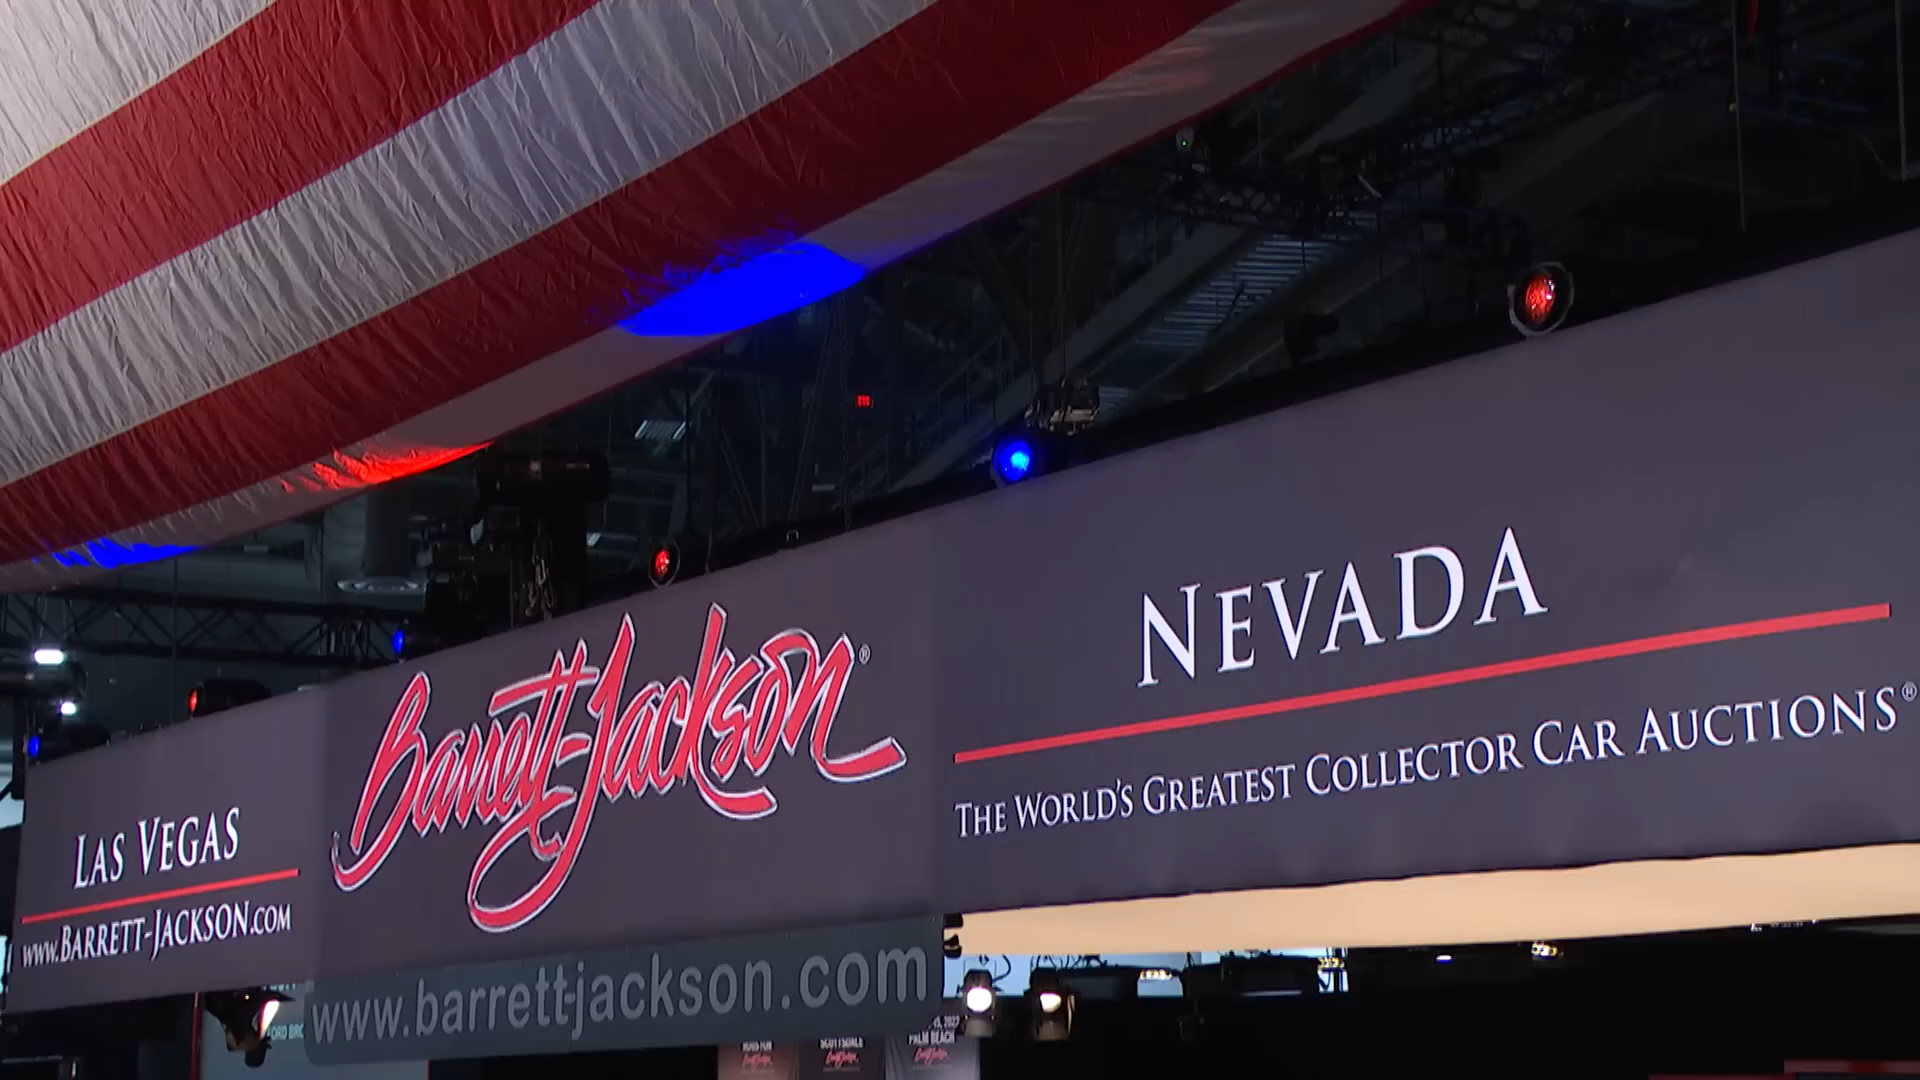 NEVADA
THE WORLD'S GREATEST COLLECTOR CAR AUCTIONS®
Barrett-Jackson®
LAS VEGAS
www.BARRETT-JACKSON.COM
www.barrett-jackson.com
HOUSTON
SCOTTSDALE
PALM BEACH